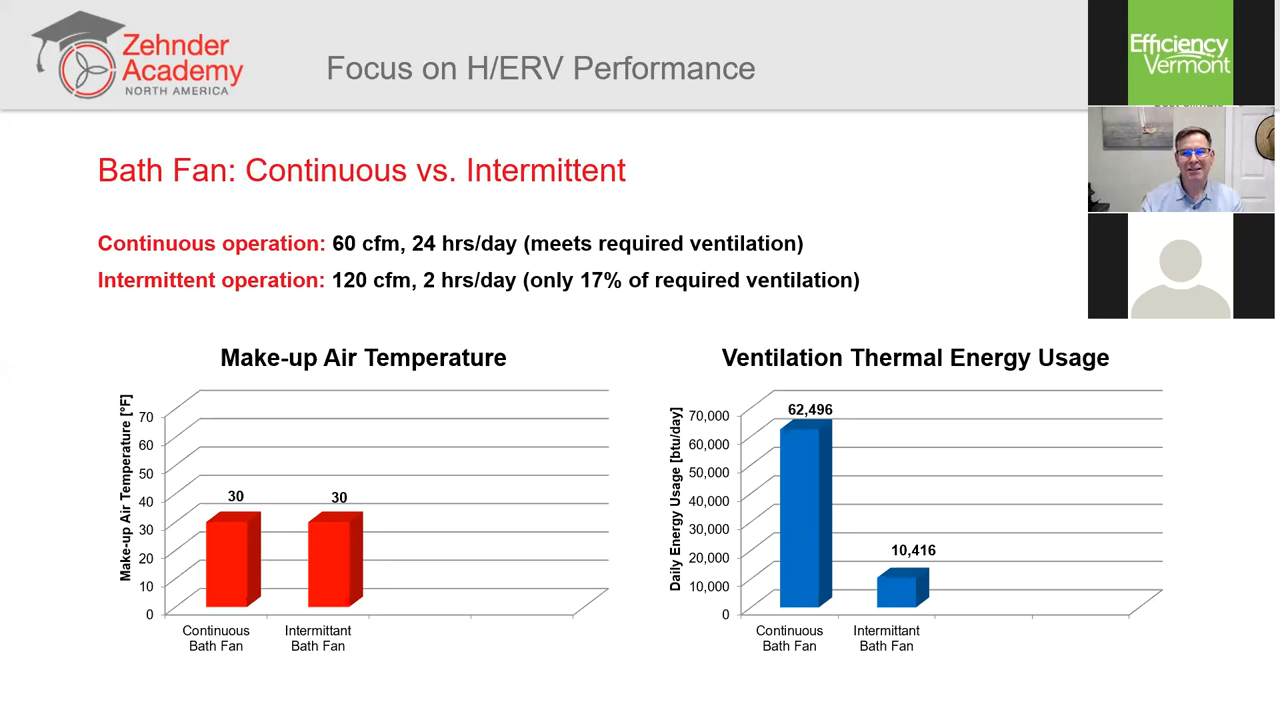 Zehnder
Academy
NORTH AMERICA
Focus on H/ERV Performance
Efficiency
Vermont
Bath Fan: Continuous vs. Intermittent
Continuous operation: 60 cfm, 24 hrs/day (meets required ventilation)
Intermittent operation: 120 cfm, 2 hrs/day (only 17% of required ventilation)
Make-up Air Temperature
Make-up Air Temperature [°F]
70
60
50
40
30
20
10
0
30
30
Continuous
Bath Fan
Intermittant
Bath Fan
Ventilation Thermal Energy Usage
Daily Energy Usage [btu/day]
70,000
60,000
50,000
40,000
30,000
20,000
10,000
0
62,496
10,416
Continuous
Bath Fan
Intermittant
Bath Fan